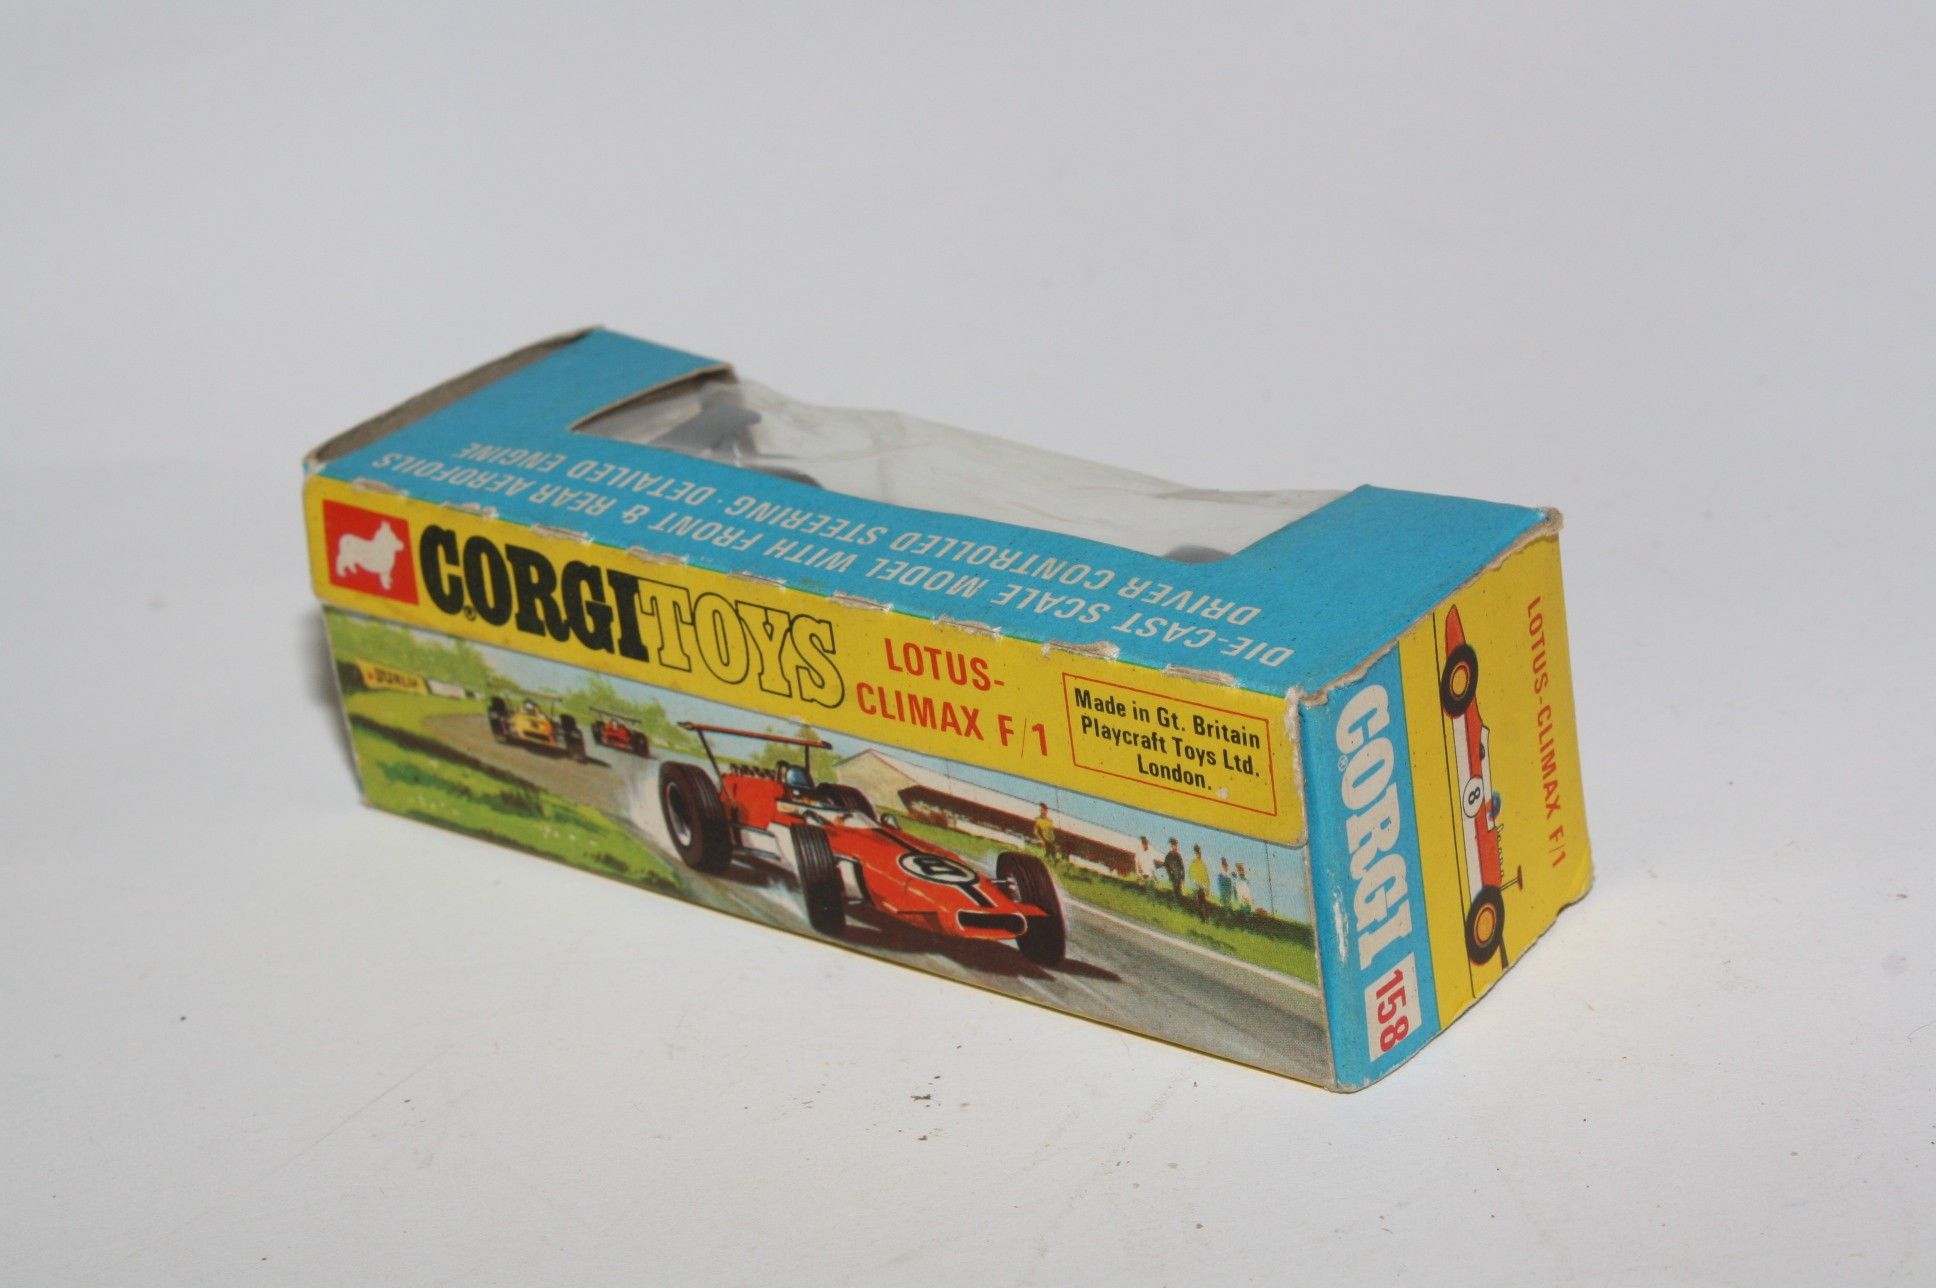 DIE-CAST SCALE MODEL WITH FRONT & REAR AEROFOILS
DRIVER CONTROLLED STEERING · DETAILED ENGINE
CORGI TOYS
LOTUS-
CLIMAX F/1
Made in Gt. Britain
Playcraft Toys Ltd.
London.
DUNLOP
CORGI 158
LOTUS-CLIMAX F/1
8